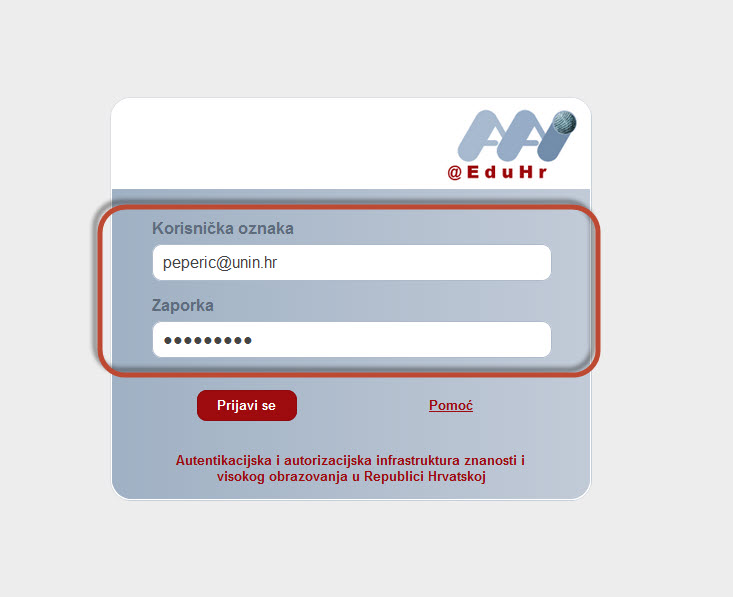 AAI
@EduHr
Korisnička oznaka
peperic@unin.hr
Zaporka
●●●●●●●●●
Prijavi se
Pomoć
Autentikacijska i autorizacijska infrastruktura znanosti i
visokog obrazovanja u Republici Hrvatskoj